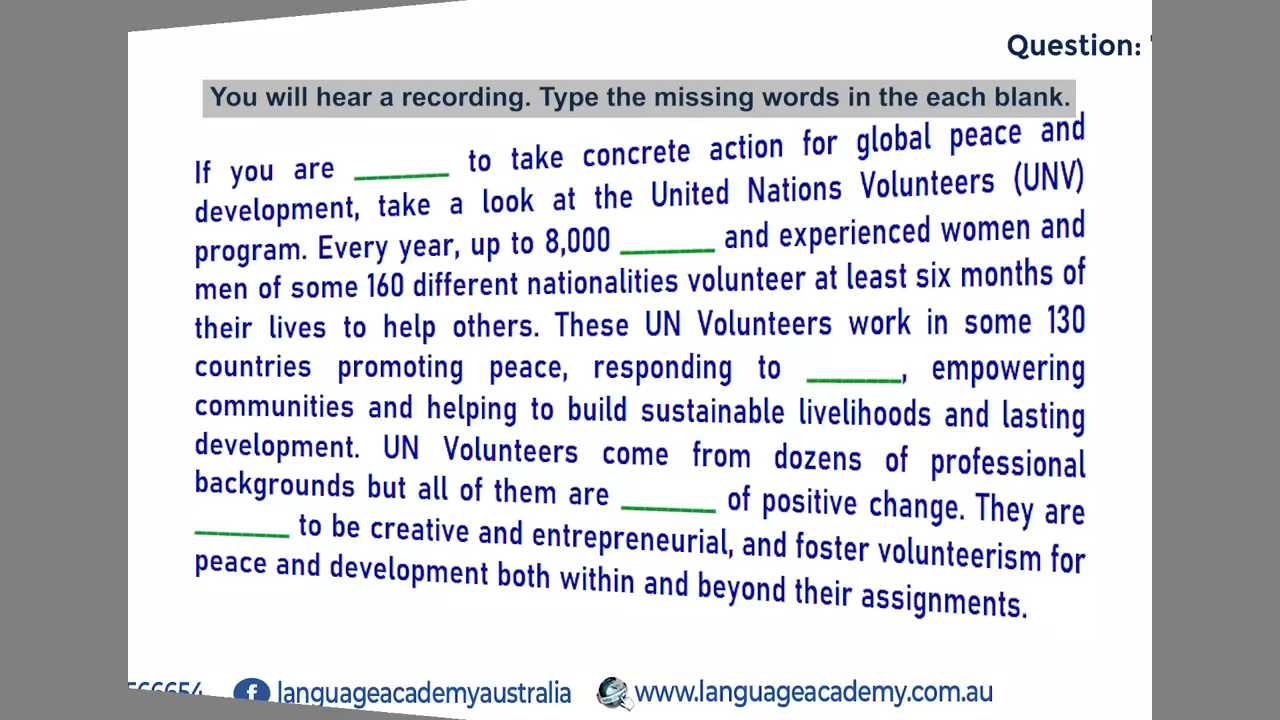 Question:
You will hear a recording. Type the missing words in the each blank.
If you are ________ to take concrete action for global peace and
development, take a look at the United Nations Volunteers (UNV)
program. Every year, up to 8,000 ________ and experienced women and
men of some 160 different nationalities volunteer at least six months of
their lives to help others. These UN Volunteers work in some 130
countries promoting peace, responding to ________, empowering
communities and helping to build sustainable livelihoods and lasting
development. UN Volunteers come from dozens of professional
backgrounds but all of them are ________ of positive change. They are
________ to be creative and entrepreneurial, and foster volunteerism for
peace and development both within and beyond their assignments.
languageacademyaustralia www.languageacademy.com.au